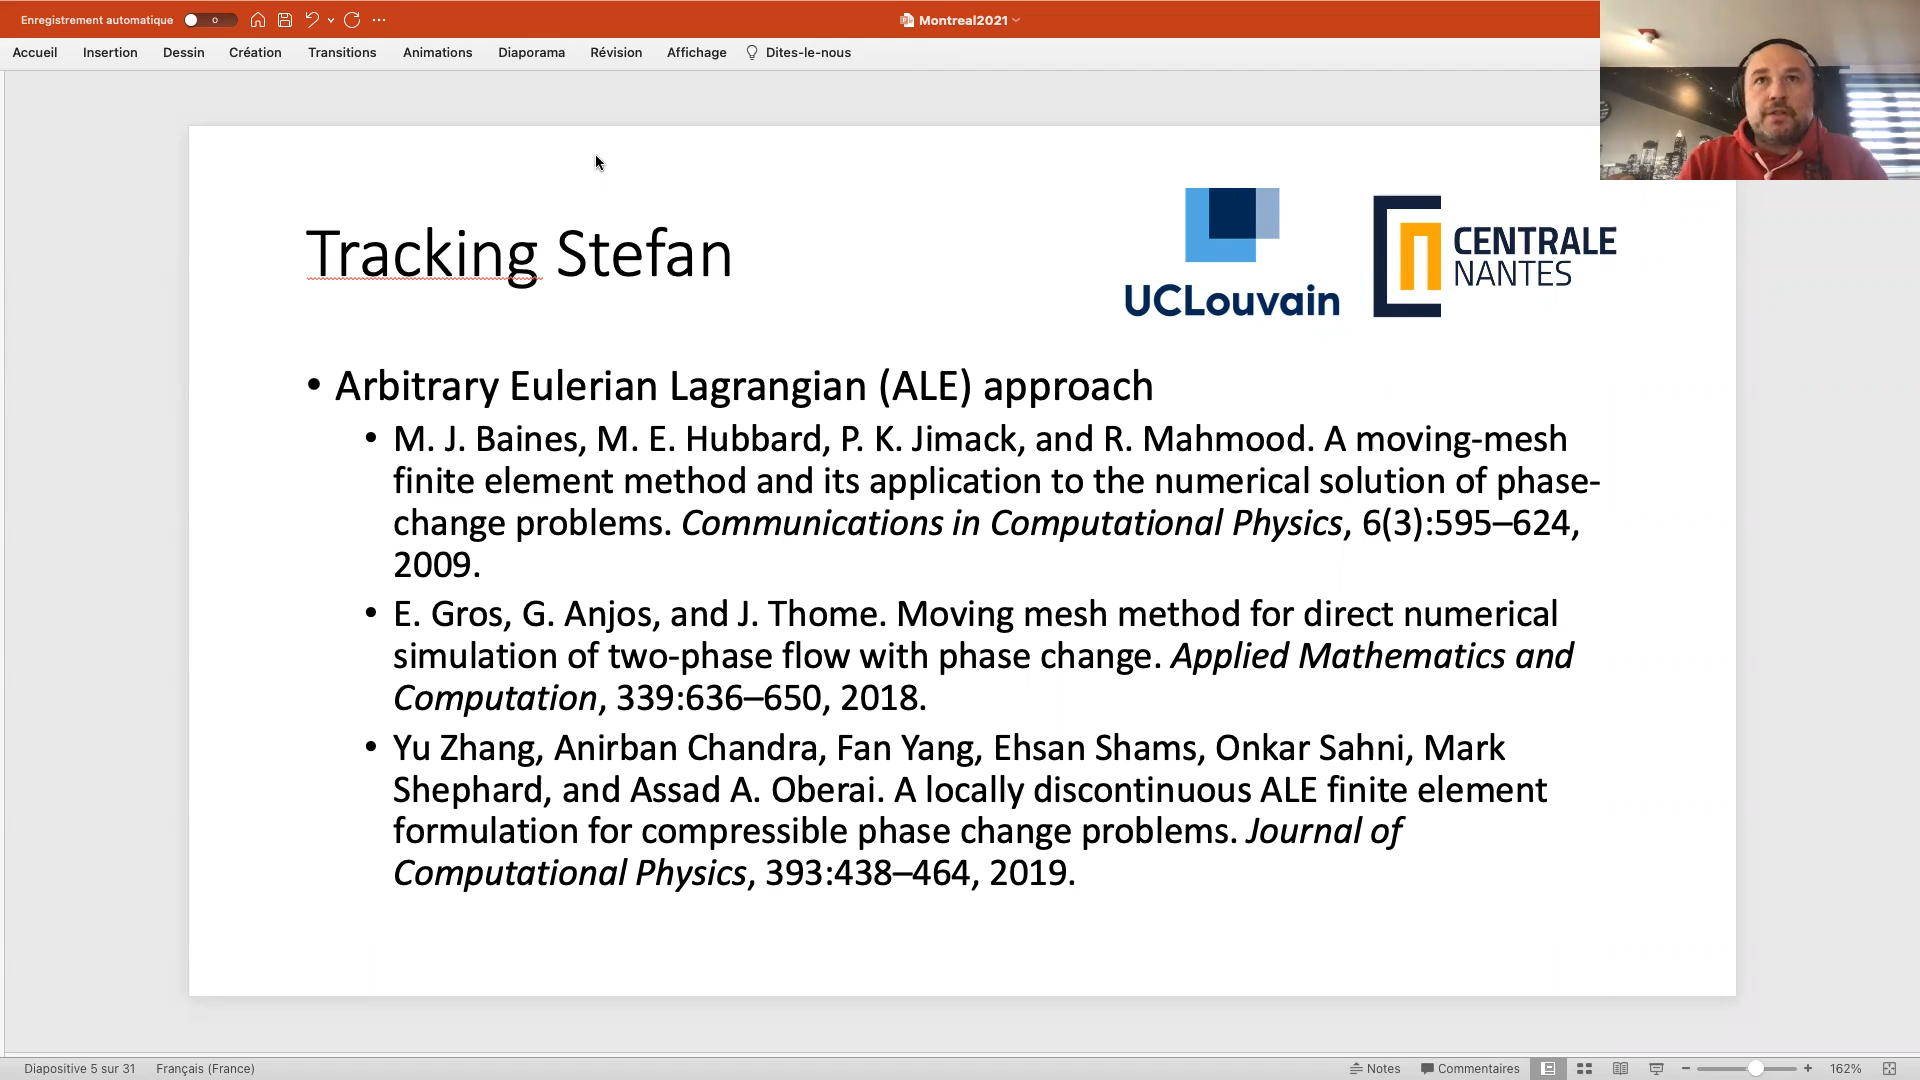 Enregistrement automatique
Montreal2021
Accueil Insertion Dessin Création Transitions Animations Diaporama Révision Affichage Dites-le-nous
Tracking Stefan
UCLouvain
CENTRALE
NANTES
• Arbitrary Eulerian Lagrangian (ALE) approach
• M. J. Baines, M. E. Hubbard, P. K. Jimack, and R. Mahmood. A moving-mesh
finite element method and its application to the numerical solution of phase-
change problems. Communications in Computational Physics, 6(3):595–624,
2009.
• E. Gros, G. Anjos, and J. Thome. Moving mesh method for direct numerical
simulation of two-phase flow with phase change. Applied Mathematics and
Computation, 339:636–650, 2018.
• Yu Zhang, Anirban Chandra, Fan Yang, Ehsan Shams, Onkar Sahni, Mark
Shephard, and Assad A. Oberai. A locally discontinuous ALE finite element
formulation for compressible phase change problems. Journal of
Computational Physics, 393:438–464, 2019.
Diapositive 5 sur 31 Français (France) Notes Commentaires 162%